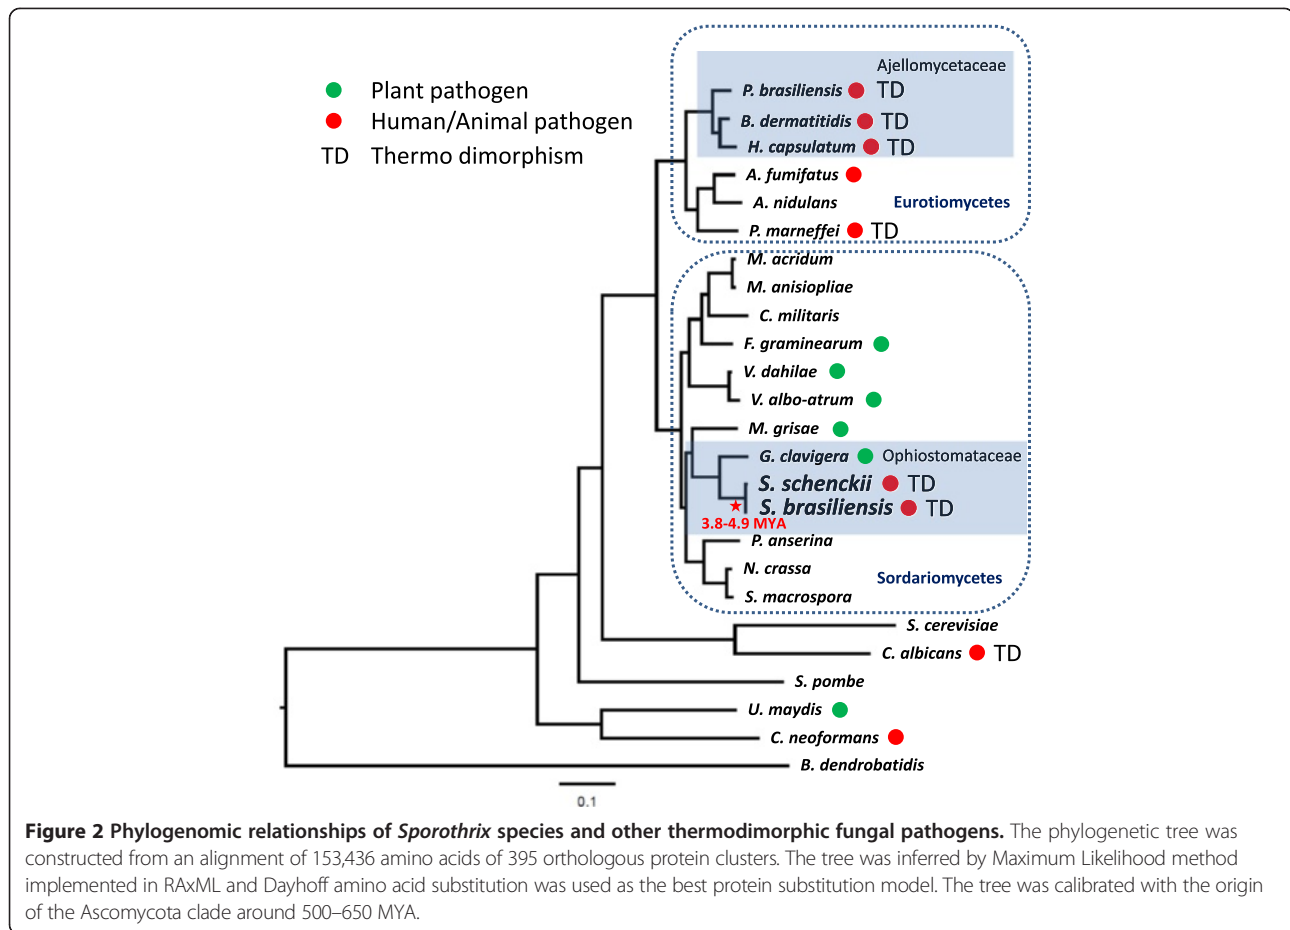 Plant pathogen
Human/Animal pathogen
TD Thermo dimorphism
Ajellomycetaceae
P. brasiliensis TD
B. dermatitidis TD
H. capsulatum TD
A. fumifatus
A. nidulans
Eurotiomycetes
P. marneffei TD
M. acridum
M. anisiopliae
C. militaris
F. graminearum
V. dahilae
V. albo-atrum
M. grisae
G. clavigera Ophiostomataceae
S. schenckii TD
S. brasiliensis TD
3.8-4.9 MYA
P. anserina
N. crassa
Sordariomycetes
S. macrospora
S. cerevisiae
C. albicans TD
S. pombe
U. maydis
C. neoformans
B. dendrobatidis
0.1
Figure 2 Phylogenomic relationships of Sporothrix species and other thermodimorphic fungal pathogens. The phylogenetic tree was
constructed from an alignment of 153,436 amino acids of 395 orthologous protein clusters. The tree was inferred by Maximum Likelihood method
implemented in RAxML and Dayhoff amino acid substitution was used as the best protein substitution model. The tree was calibrated with the origin
of the Ascomycota clade around 500–650 MYA.